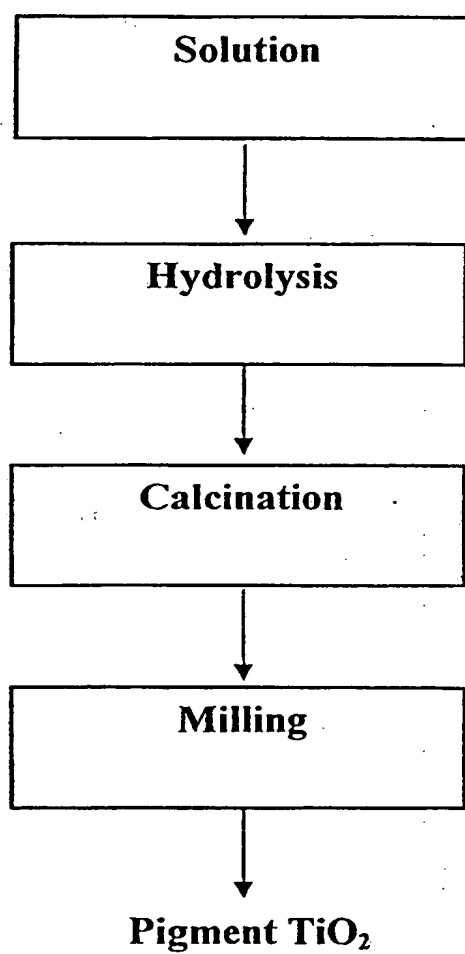 Solution
Hydrolysis
Calcination
Milling
Pigment TiO₂